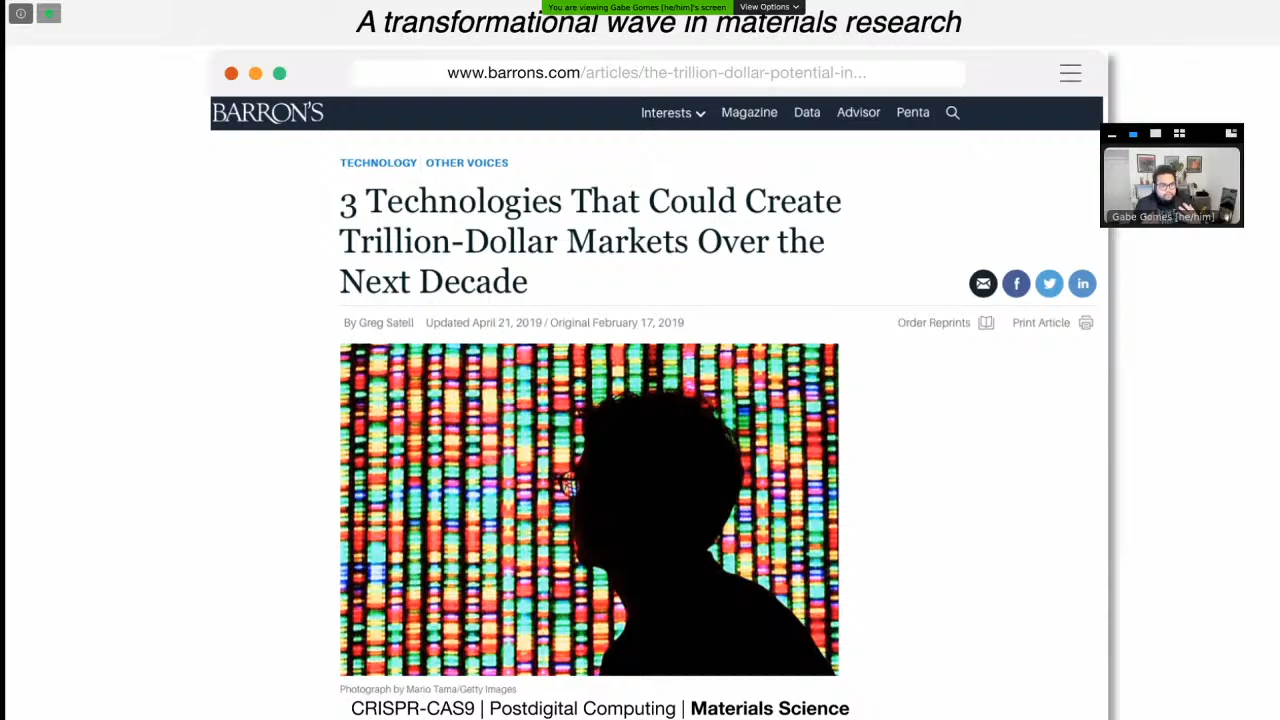 You are viewing Gabe Gomes [he/him]'s screen
View Options
A transformational wave in materials research
www.barrons.com/articles/the-trillion-dollar-potential-in...
BARRON'S
Interests Magazine Data Advisor Penta
TECHNOLOGY OTHER VOICES
3 Technologies That Could Create
Trillion-Dollar Markets Over the
Next Decade
By Greg Satell Updated April 21, 2019 / Original February 17, 2019
Order Reprints Print Article
Gabe Gomes [he/him]
Photograph by Mario Tama/Getty Images
CRISPR-CAS9 | Postdigital Computing | Materials Science